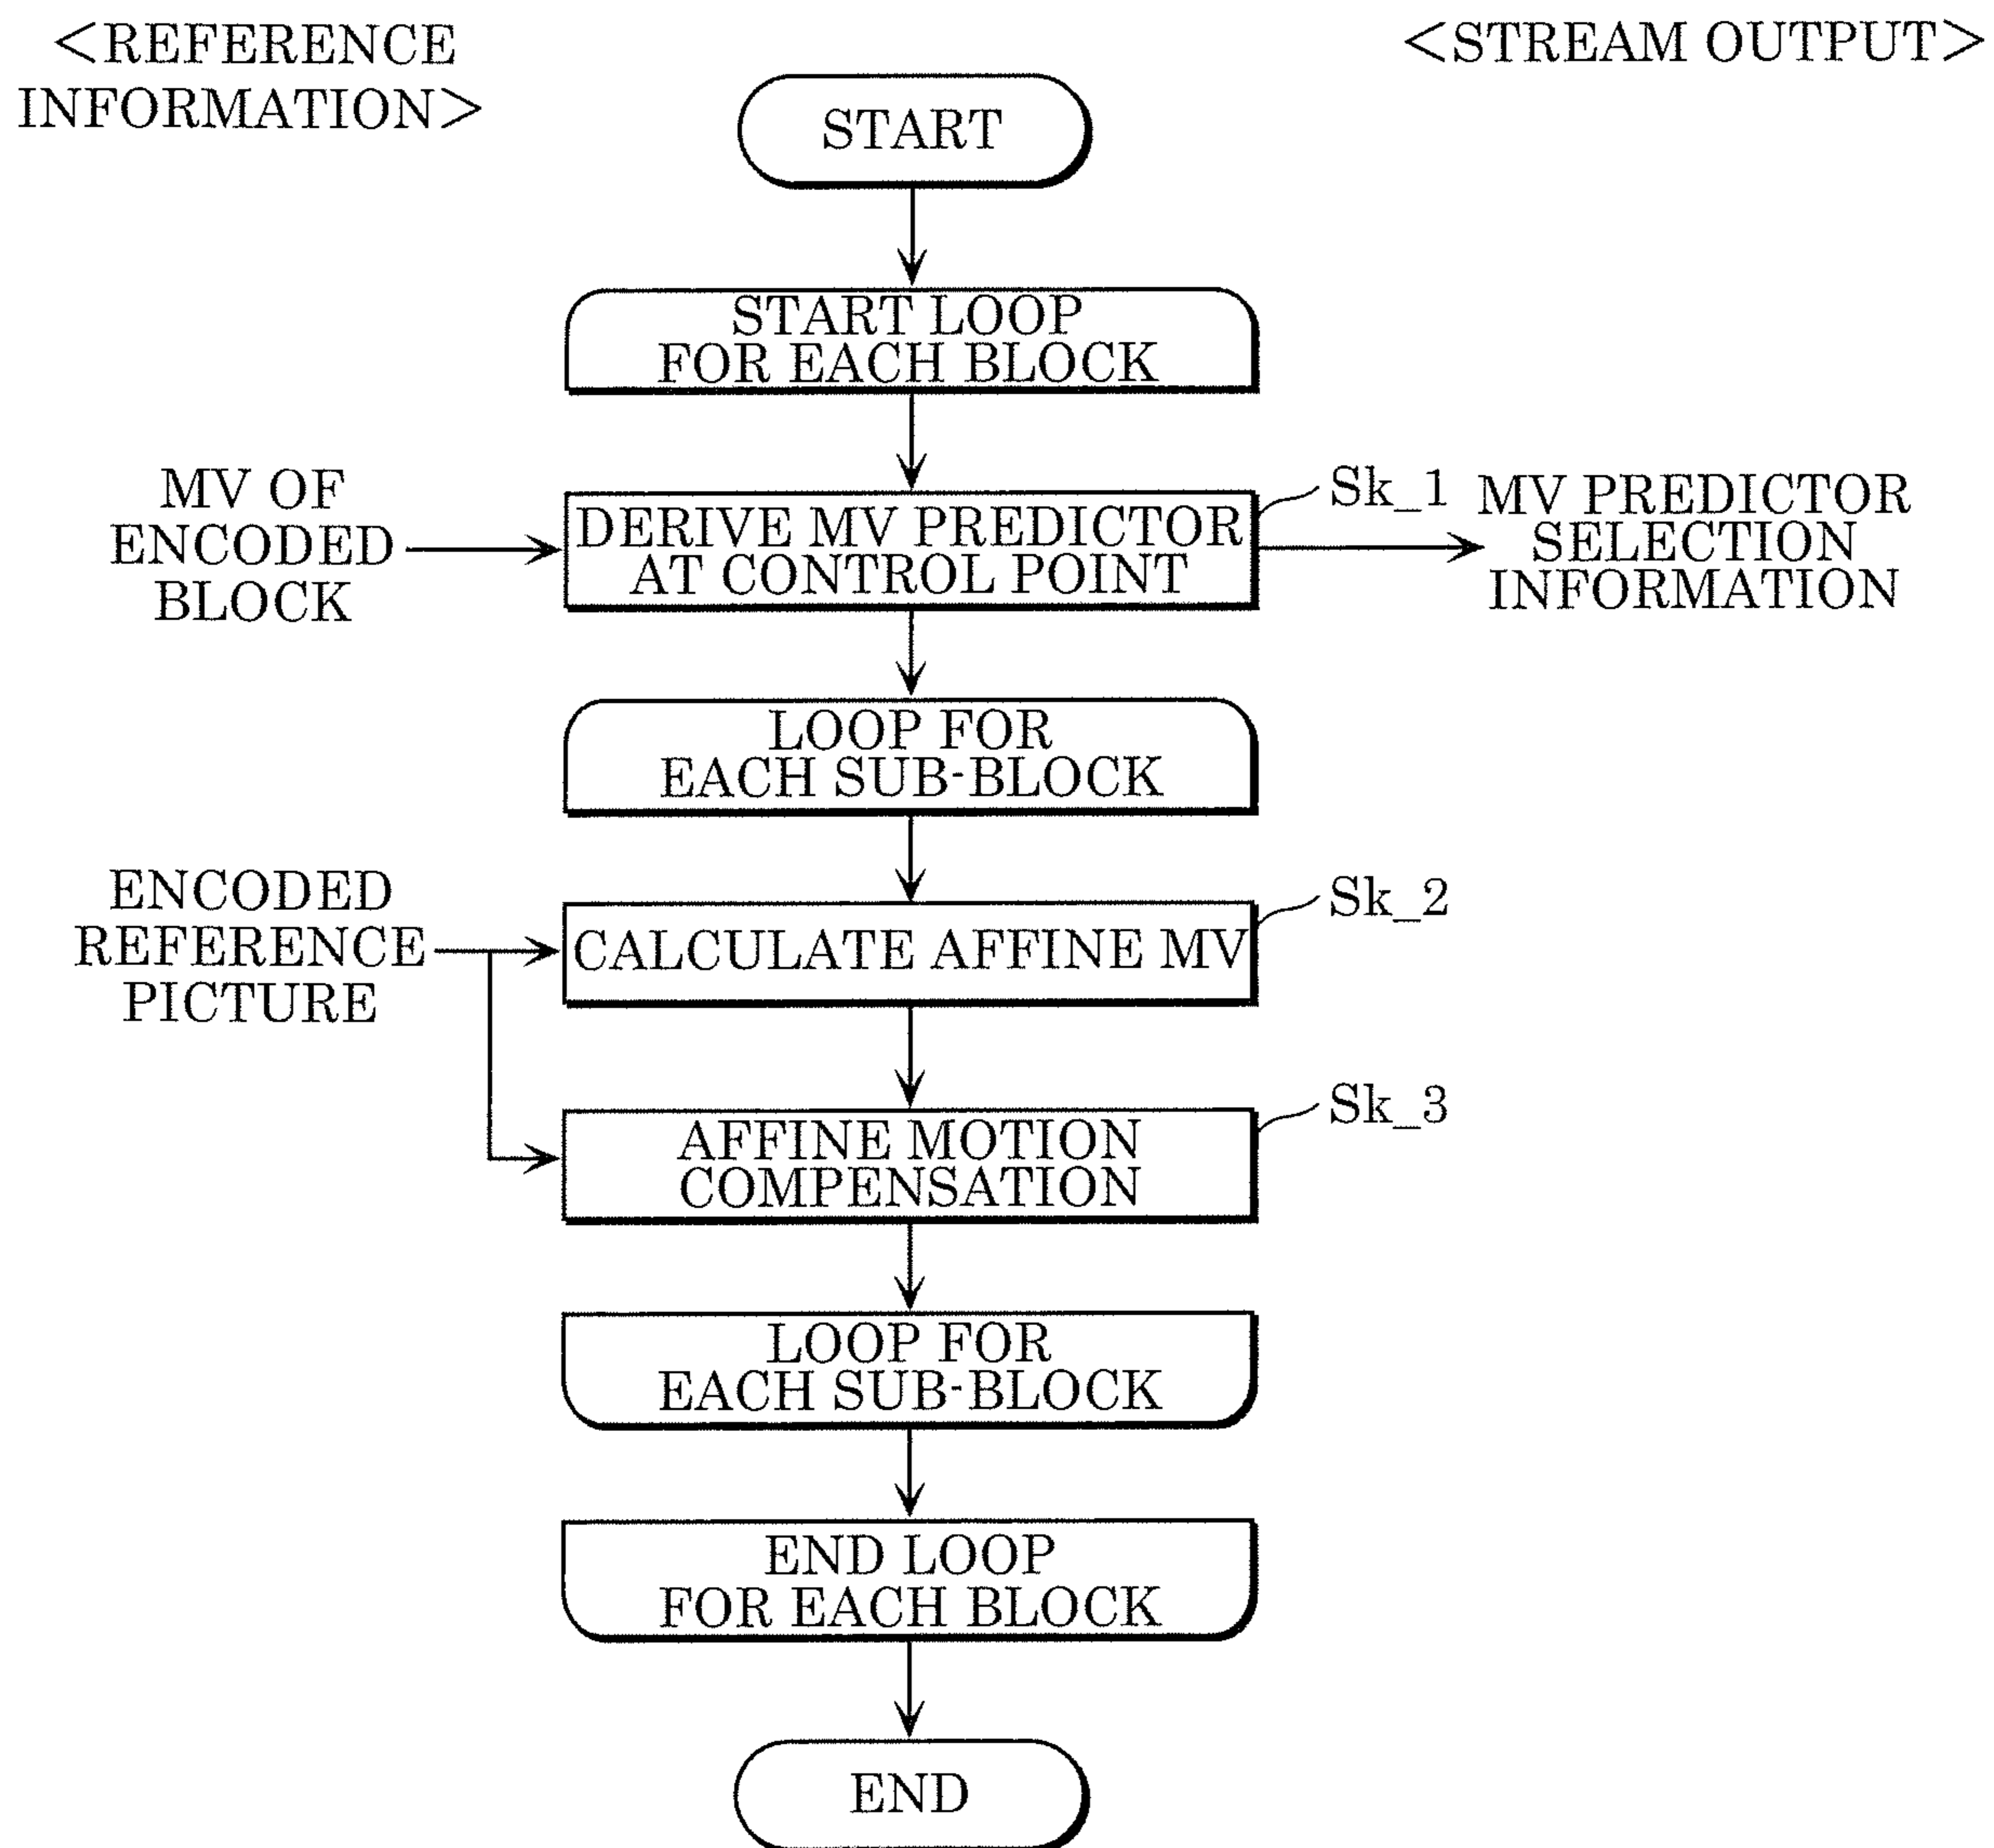 <REFERENCE
INFORMATION>
<STREAM OUTPUT>
START
START LOOP
FOR EACH BLOCK
MV OF
ENCODED
BLOCK
DERIVE MV PREDICTOR
AT CONTROL POINT
Sk_1
MV PREDICTOR
SELECTION
INFORMATION
LOOP FOR
EACH SUB-BLOCK
ENCODED
REFERENCE
PICTURE
CALCULATE AFFINE MV
Sk_2
AFFINE MOTION
COMPENSATION
Sk_3
LOOP FOR
EACH SUB-BLOCK
END LOOP
FOR EACH BLOCK
END